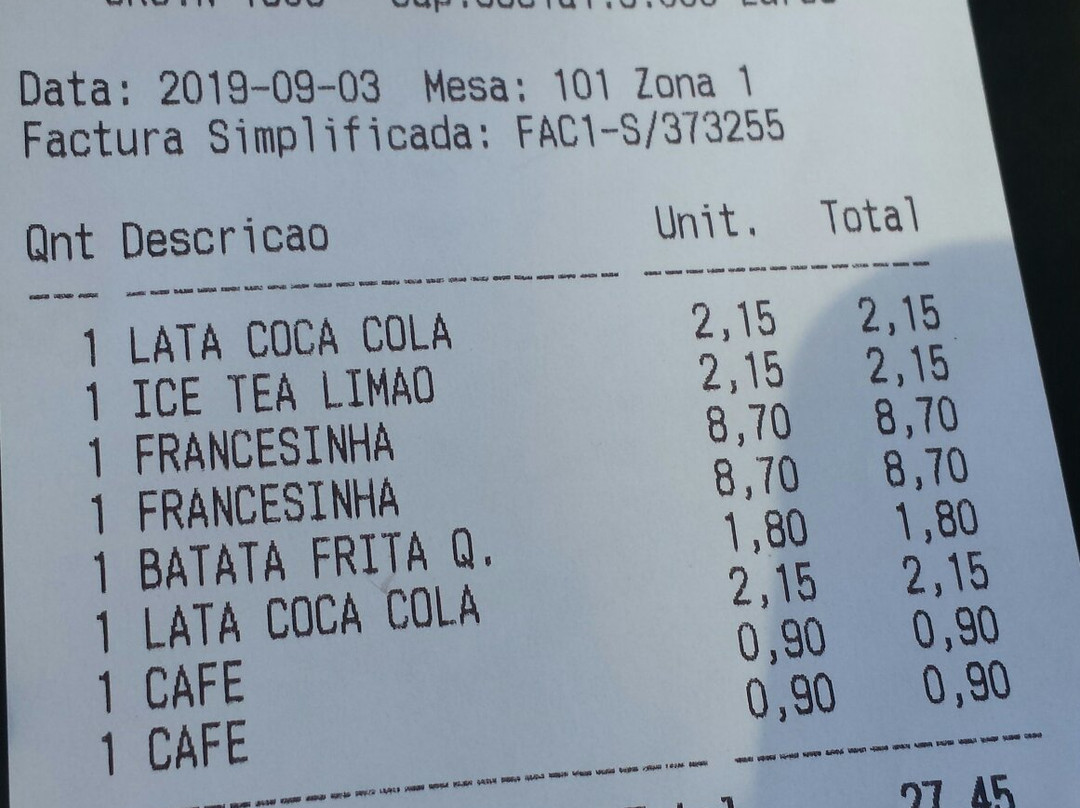 Data: 2019-09-03 Mesa: 101 Zona 1
Factura Simplificada: FAC1-S/373255
Qnt Descricao Unit. Total
1 LATA COCA COLA 2,15 2,15
1 ICE TEA LIMAO 2,15 2,15
1 FRANCESINHA 8,70 8,70
1 FRANCESINHA 8,70 8,70
1 BATATA FRITA Q. 1,80 1,80
1 LATA COCA COLA 2,15 2,15
1 CAFE 0,90 0,90
1 CAFE 0,90 0,90
27,45